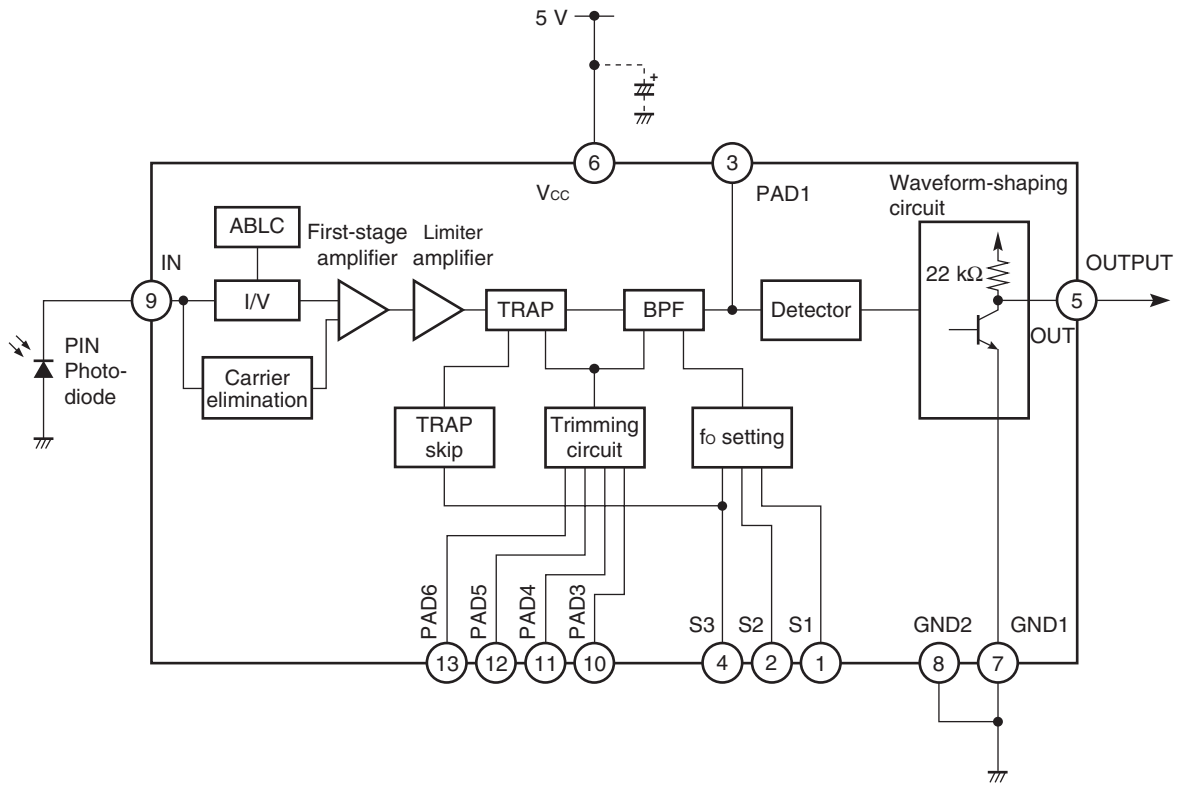 5 V
+
6
3
VCC
PAD1
Waveform-shaping
circuit
ABLC
First-stage
amplifier
Limiter
amplifier
22 kΩ
IN
OUTPUT
9
I/V
TRAP
BPF
Detector
5
OUT
PIN
Photo-
diode
Carrier
elimination
TRAP
skip
Trimming
circuit
fO setting
PAD6
PAD5
PAD4
PAD3
S3
S2
S1
GND2
GND1
13
12
11
10
4
2
1
8
7